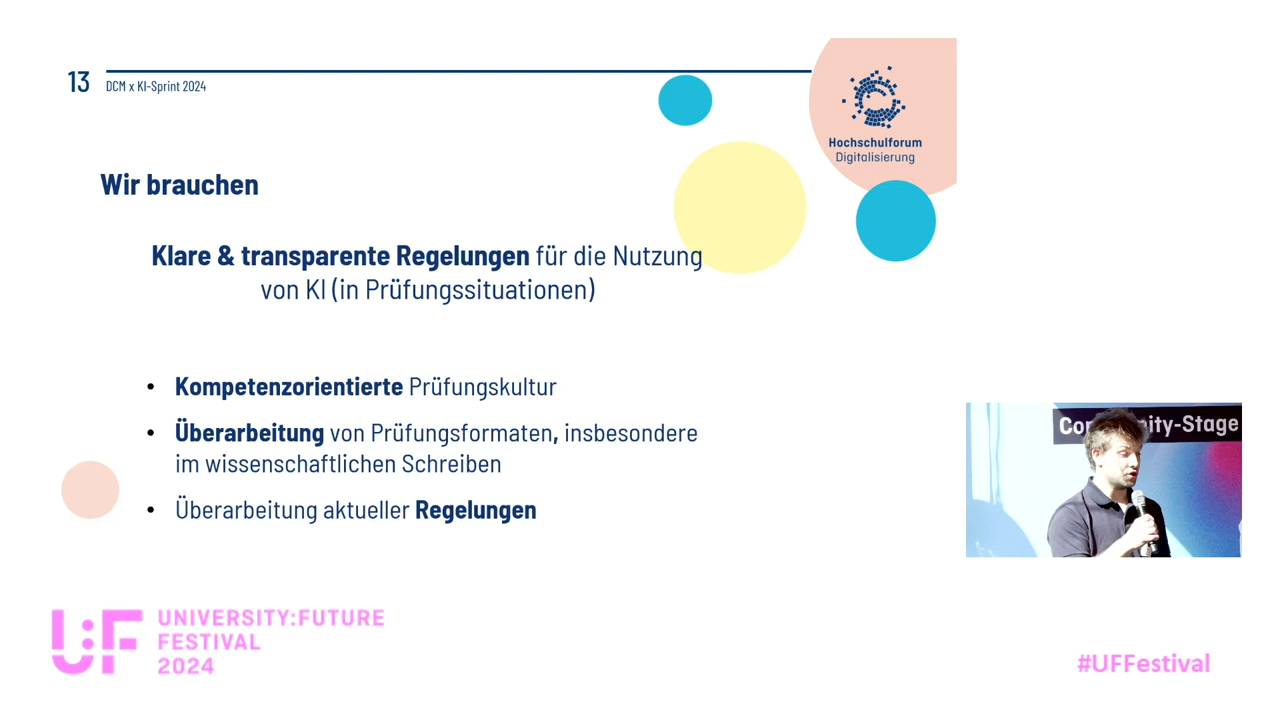 13
DCM x KI-Sprint 2024
Hochschulforum
Digitalisierung
Wir brauchen
Klare & transparente Regelungen für die Nutzung
von KI (in Prüfungssituationen)
• Kompetenzorientierte Prüfungskultur
• Überarbeitung von Prüfungsformaten, insbesondere
im wissenschaftlichen Schreiben
• Überarbeitung aktueller Regelungen
ity-Stage
U:F
UNIVERSITY:FUTURE
FESTIVAL
2024
#UFFestival